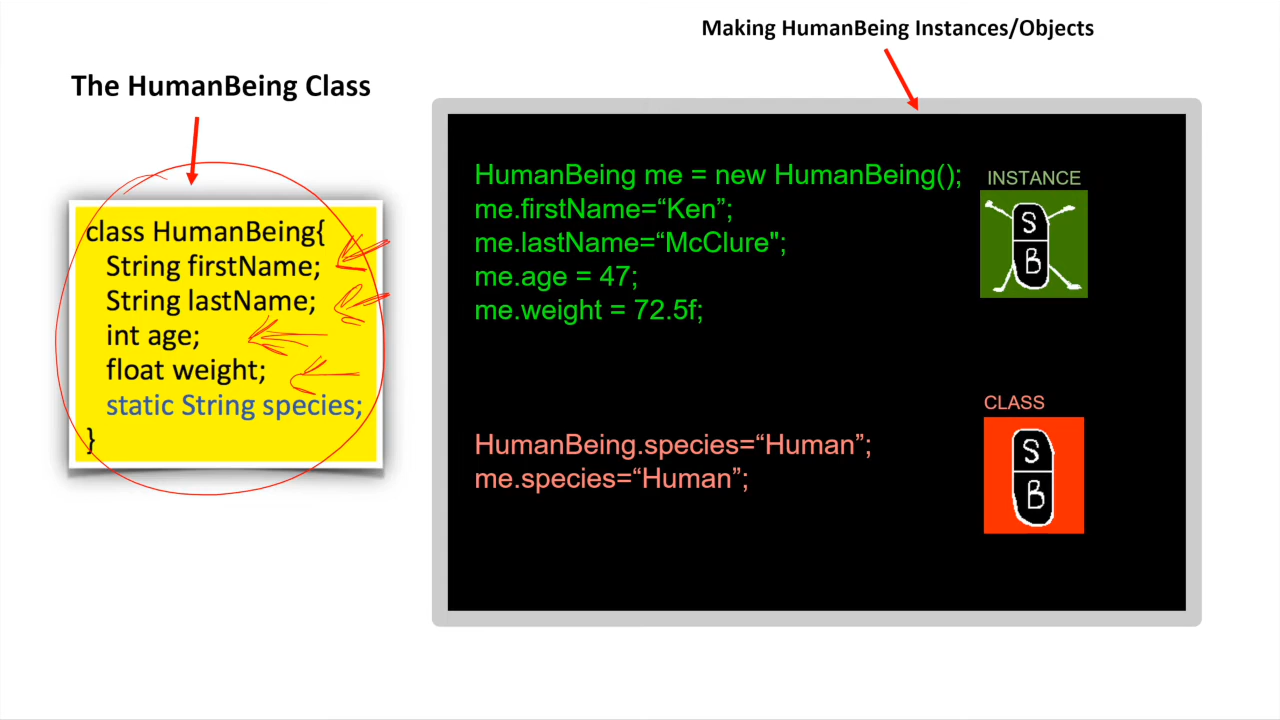 Making HumanBeing Instances/Objects
The HumanBeing Class
class HumanBeing{
String firstName;
String lastName;
int age;
float weight;
static String species;
}
HumanBeing me = new HumanBeing();
me.firstName=“Ken”;
me.lastName=“McClure";
me.age = 47;
me.weight = 72.5f;
INSTANCE
S
B
HumanBeing.species=“Human”;
me.species=“Human”;
CLASS
S
B